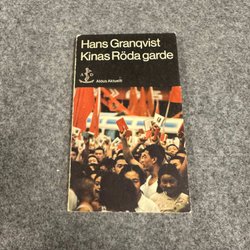 Hans Granqvist
Kinas Röda garde
Aldus Aktuellt